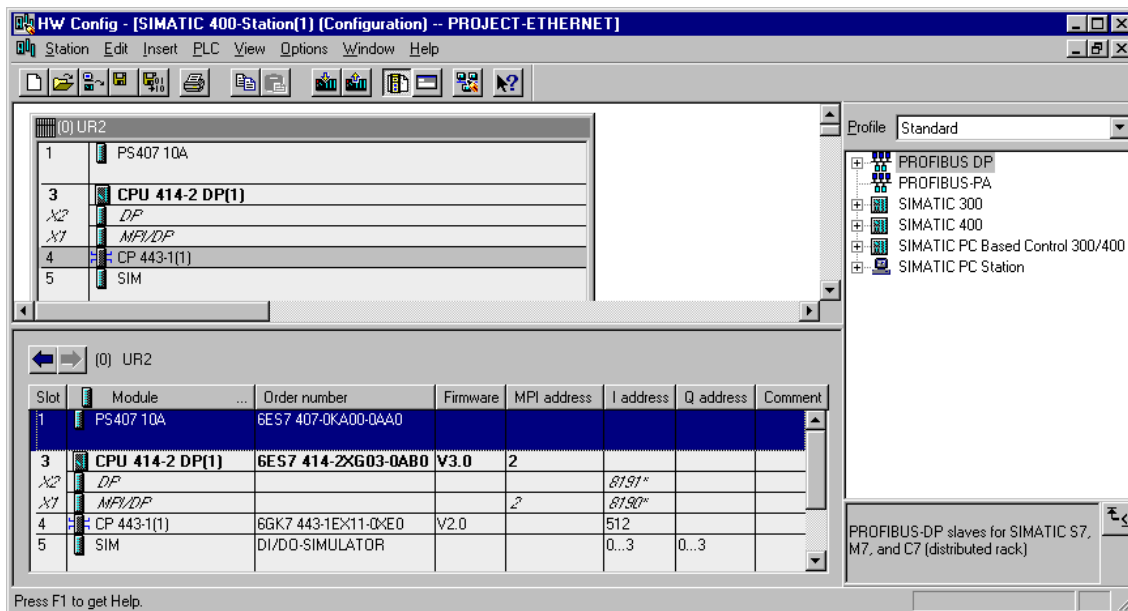 HW Config - [SIMATIC 400-Station(1) (Configuration) -- PROJECT-ETHERNET]
Station Edit Insert PLC View Options Window Help
(0) UR2
1 PS407 10A
3 CPU 414-2 DP(1)
X2 DP
X1 MPI/DP
4 CP 443-1(1)
5 SIM
Profile Standard
PROFIBUS DP
PROFIBUS-PA
SIMATIC 300
SIMATIC 400
SIMATIC PC Based Control 300/400
SIMATIC PC Station
(0) UR2
Slot Module ... Order number Firmware MPI address I address Q address Comment
1 PS407 10A 6ES7 407-0KA00-0AA0
3 CPU 414-2 DP(1) 6ES7 414-2XG03-0AB0 V3.0 2
X2 DP 8191*
X1 MPI/DP 2 8190*
4 CP 443-1(1) 6GK7 443-1EX11-0XE0 V2.0 512
5 SIM DI/DO-SIMULATOR 0...3 0...3
PROFIBUS-DP slaves for SIMATIC S7,
M7, and C7 (distributed rack)
Press F1 to get Help.